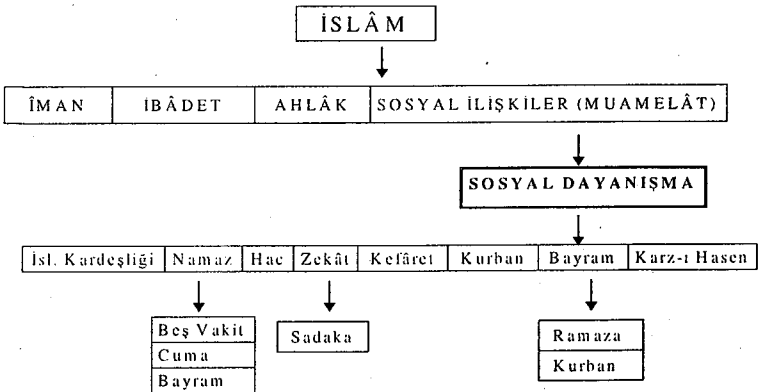 İSLÂM
ÎMAN İBÂDET AHLÂK SOSYAL İLİŞKİLER (MUAMELÂT)
SOSYAL DAYANIŞMA
İsl. Kardeşliği Namaz Hac Zekât Kefâret Kurban Bayram Karz-ı Hasen
Beş Vakit
Cuma
Bayram
Sadaka
Ramaza
Kurban